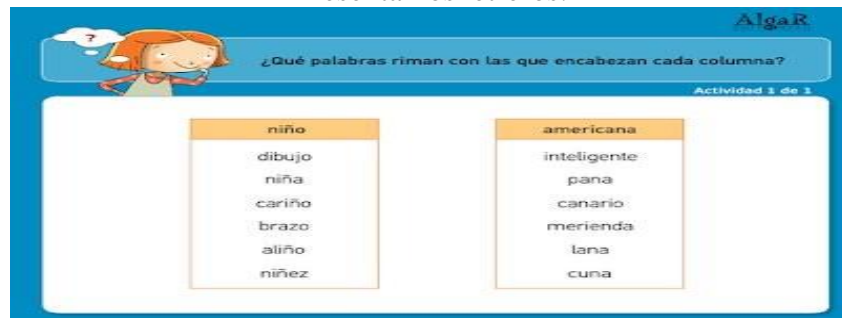 AlgaR
?
¿Qué palabras riman con las que encabezan cada columna?
Actividad 1 de 1
niño
dibujo
niña
cariño
brazo
aliño
niñez
americana
inteligente
pana
canario
merienda
lana
cuna